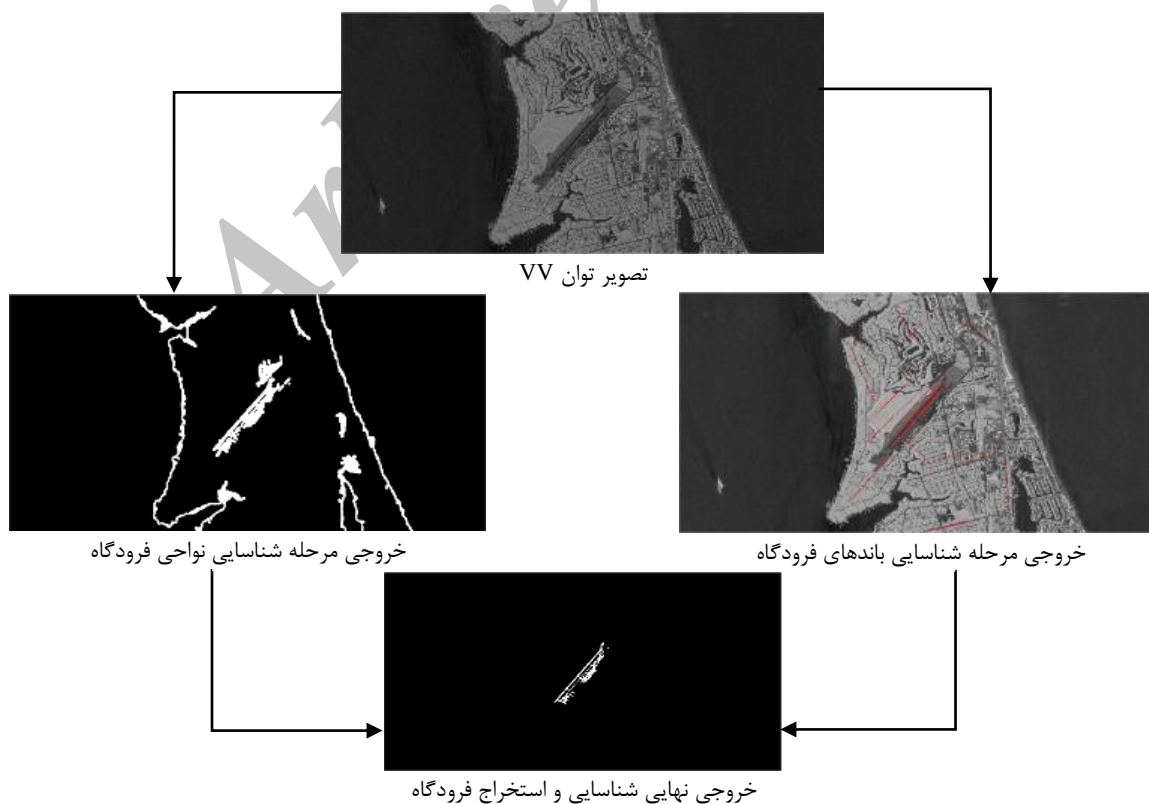 تصویر توان VV
خروجی مرحله شناسایی نواحی فرودگاه
خروجی مرحله شناسایی باندهای فرودگاه
خروجی نهایی شناسایی و استخراج فرودگاه